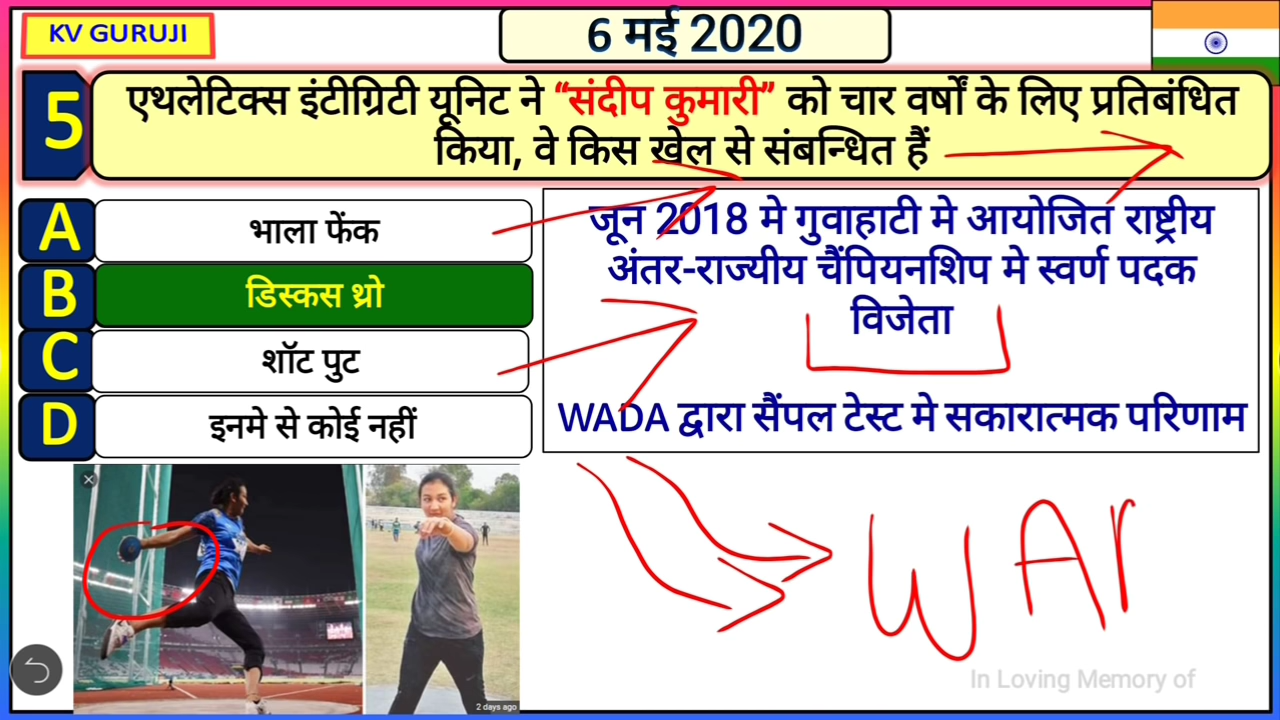 KV GURUJI
6 मई 2020
5
एथलेटिक्स इंटीग्रिटी यूनिट ने “संदीप कुमारी” को चार वर्षों के लिए प्रतिबंधित
किया, वे किस खेल से संबन्धित हैं
A
भाला फेंक
B
डिस्कस थ्रो
C
शॉट पुट
D
इनमे से कोई नहीं
जून 2018 मे गुवाहाटी मे आयोजित राष्ट्रीय
अंतर-राज्यीय चैंपियनशिप मे स्वर्ण पदक
विजेता
WADA द्वारा सैंपल टेस्ट मे सकारात्मक परिणाम
2 days ago
In Loving Memory of